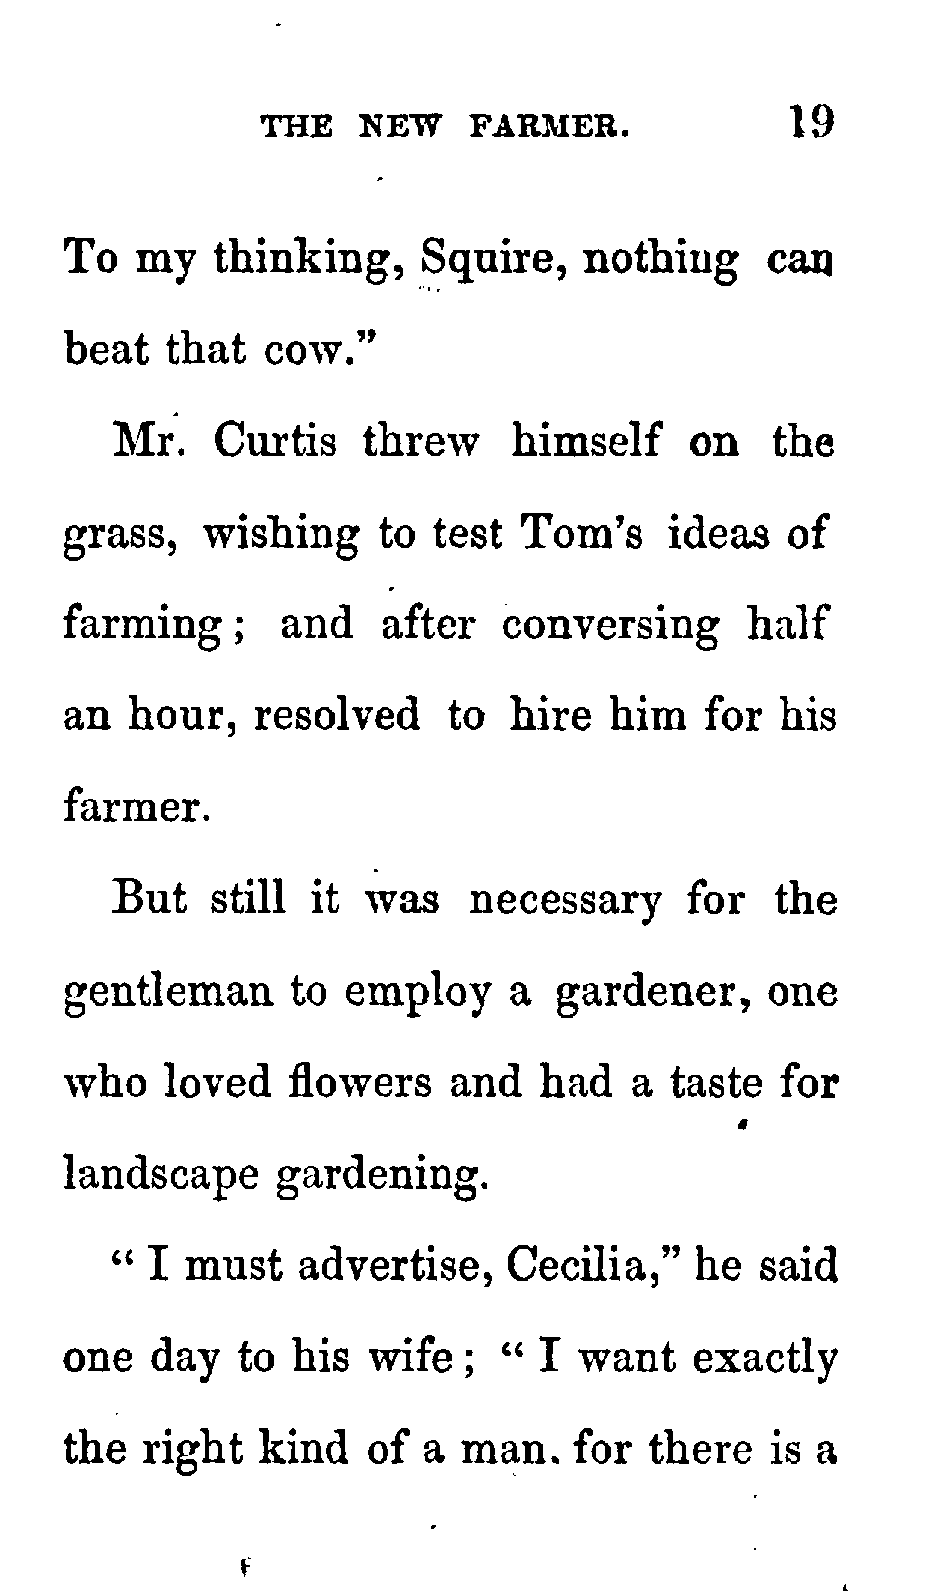 THE NEW FARMER. 19
To my thinking, Squire, nothing can
beat that cow."
Mr. Curtis threw himself on the
grass, wishing to test Tom's ideas of
farming; and after conversing half
an hour, resolved to hire him for his
farmer.
But still it was necessary for the
gentleman to employ a gardener, one
who loved flowers and had a taste for
landscape gardening.
"I must advertise, Cecilia," he said
one day to his wife; "I want exactly
the right kind of a man. for there is a
F